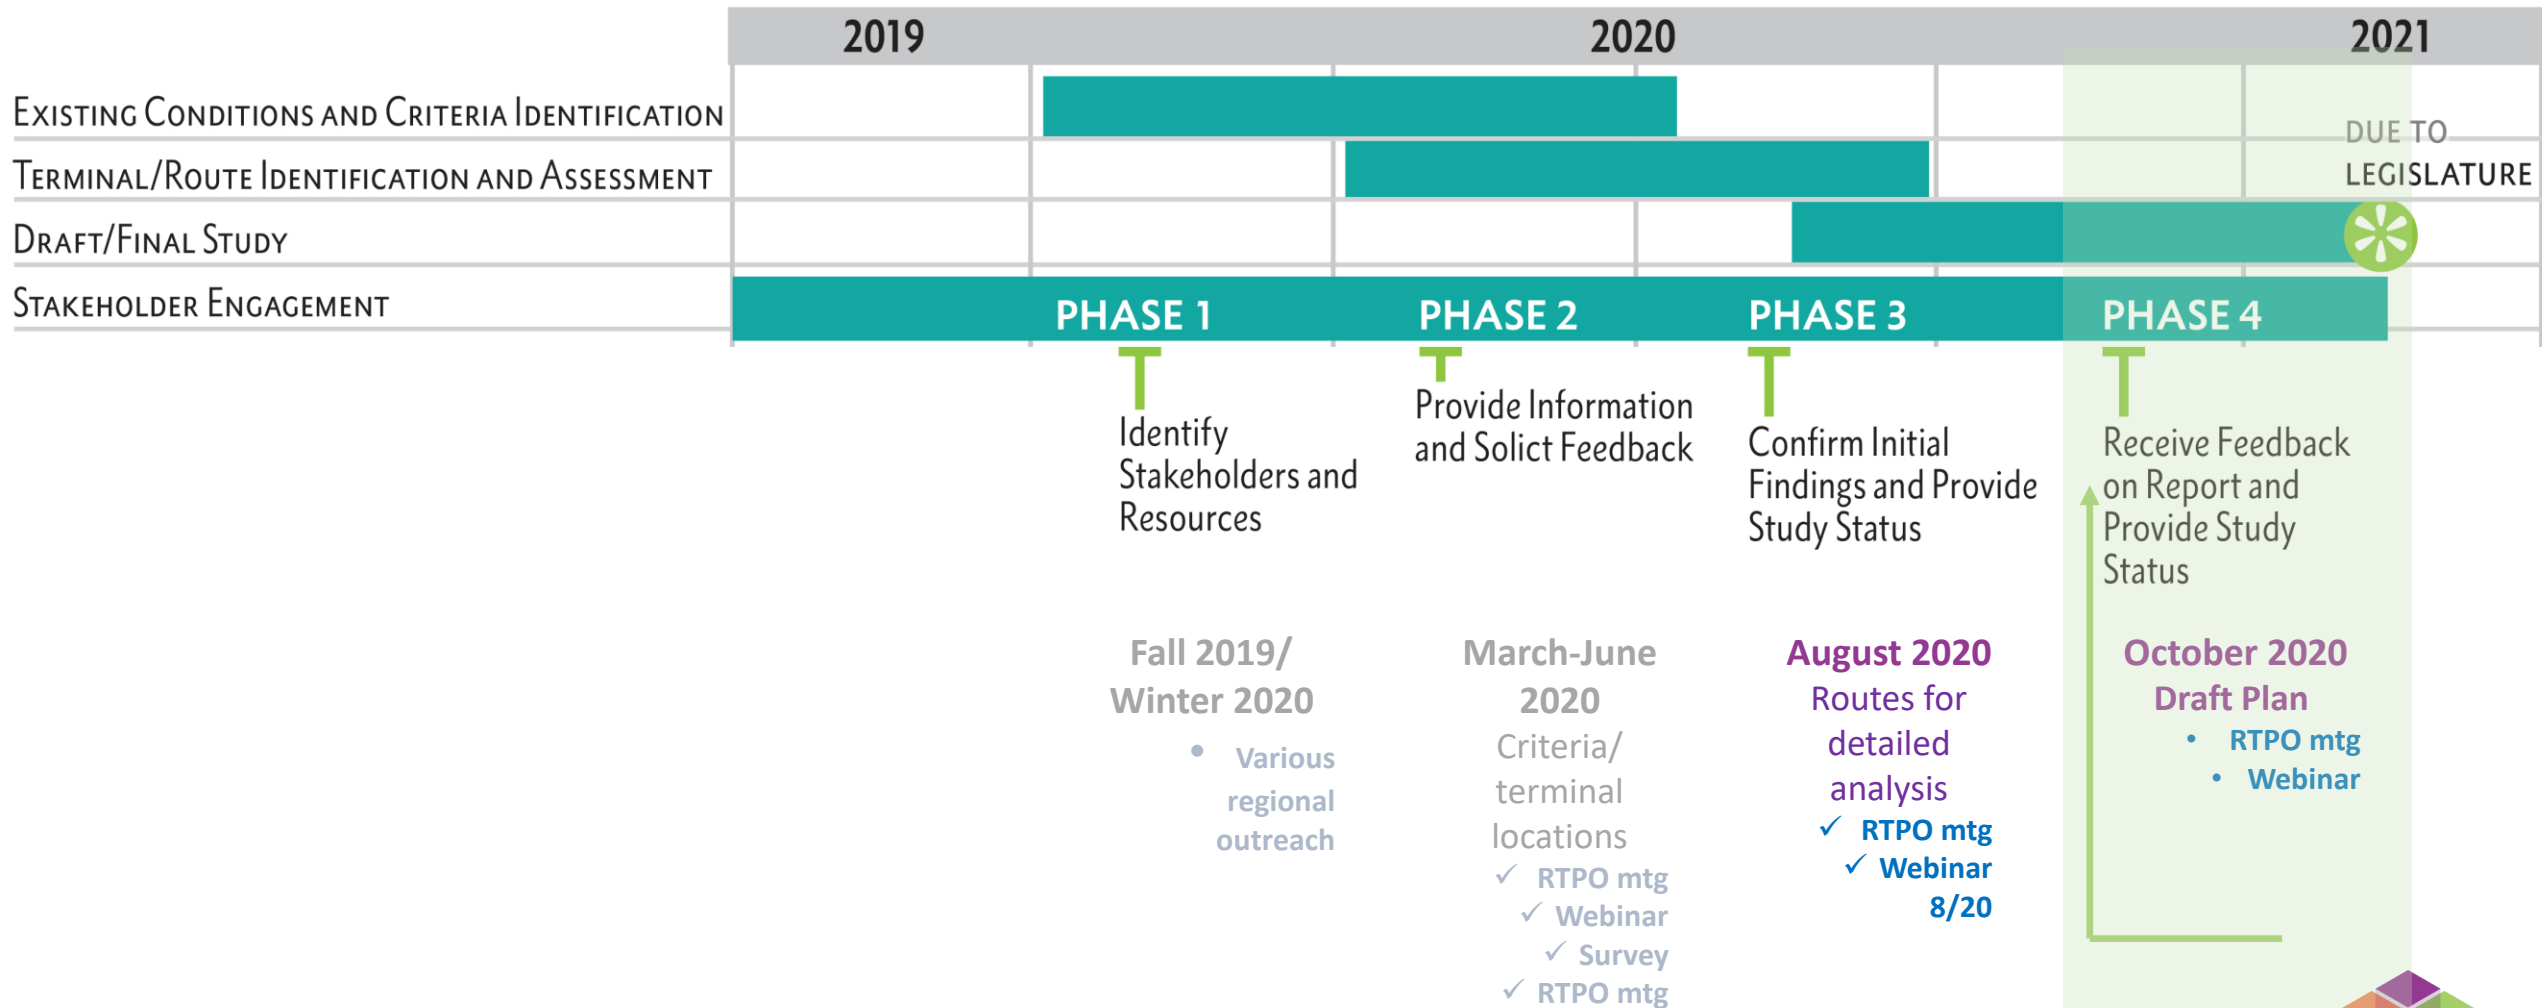 2019 2020 2021
EXISTING CONDITIONS AND CRITERIA IDENTIFICATION
TERMINAL/ROUTE IDENTIFICATION AND ASSESSMENT
DRAFT/FINAL STUDY
STAKEHOLDER ENGAGEMENT
DUE TO
LEGISLATURE
PHASE 1 PHASE 2 PHASE 3 PHASE 4
Identify
Stakeholders and
Resources
Provide Information
and Solict Feedback
Confirm Initial
Findings and Provide
Study Status
Receive Feedback
on Report and
Provide Study
Status
Fall 2019/
Winter 2020
• Various
regional
outreach
March-June
2020
Criteria/
terminal
locations
✓ RTPO mtg
✓ Webinar
✓ Survey
✓ RTPO mtg
August 2020
Routes for
detailed
analysis
✓ RTPO mtg
✓ Webinar
8/20
October 2020
Draft Plan
• RTPO mtg
• Webinar